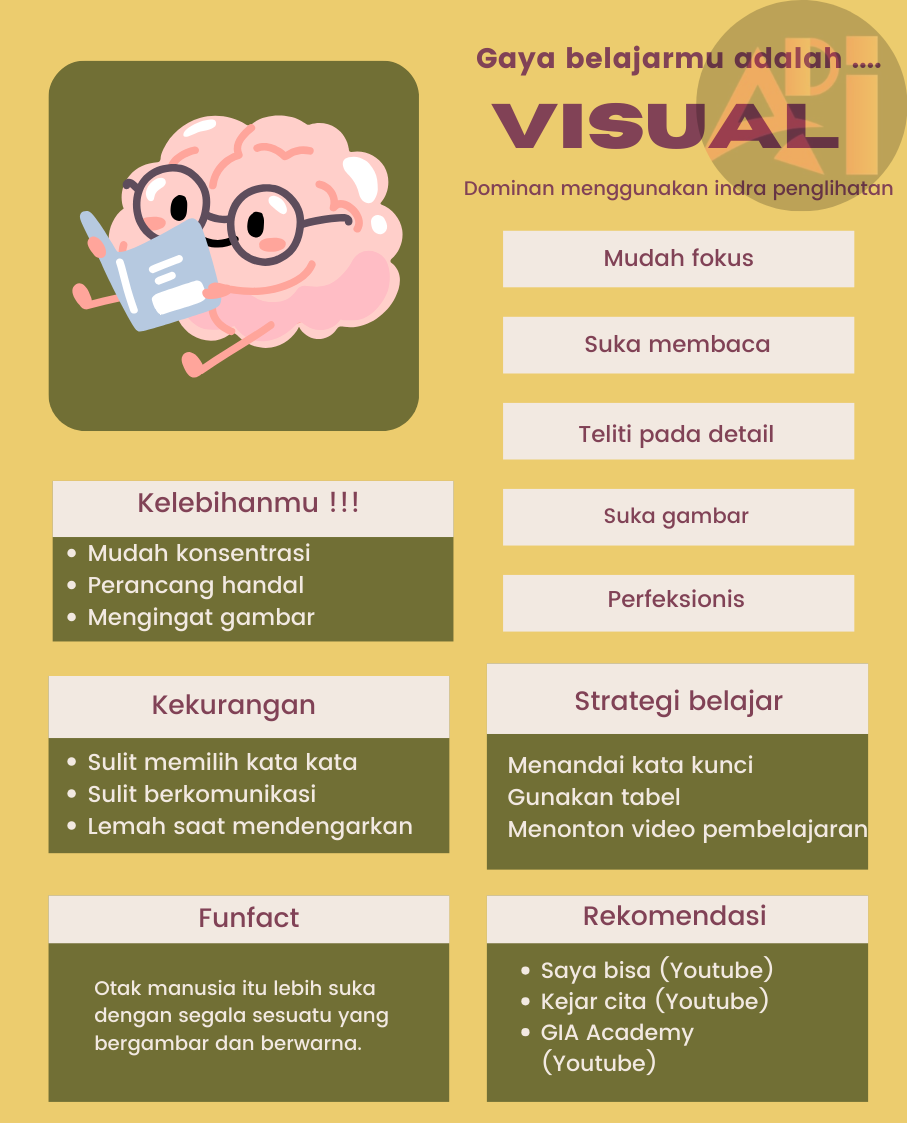 Gaya belajarmu adalah ....
VISUAL
Dominan menggunakan indra penglihatan
Mudah fokus
Suka membaca
Teliti pada detail
Suka gambar
Perfeksionis
Kelebihanmu !!!
• Mudah konsentrasi
• Perancang handal
• Mengingat gambar
Kekurangan
• Sulit memilih kata kata
• Sulit berkomunikasi
• Lemah saat mendengarkan
Strategi belajar
Menandai kata kunci
Gunakan tabel
Menonton video pembelajaran
Funfact
Otak manusia itu lebih suka
dengan segala sesuatu yang
bergambar dan berwarna.
Rekomendasi
• Saya bisa (Youtube)
• Kejar cita (Youtube)
• GIA Academy
(Youtube)